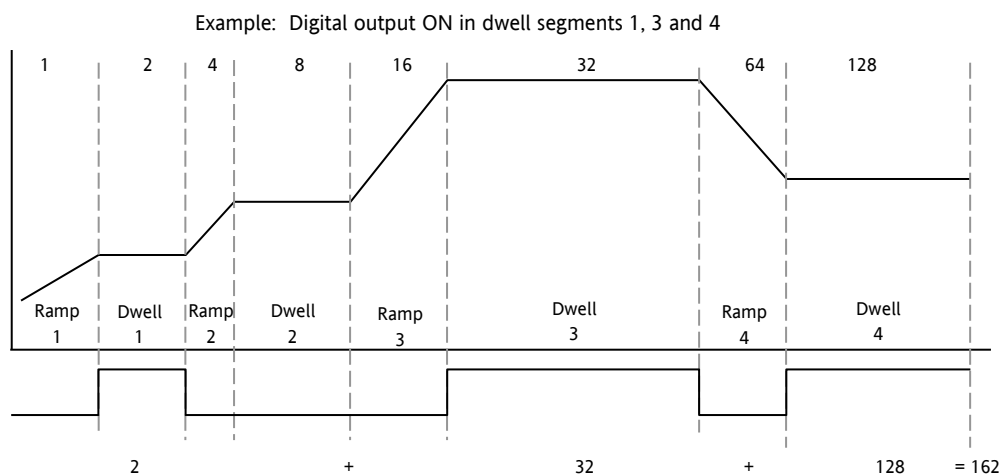 Example: Digital output ON in dwell segments 1, 3 and 4
1 2 4 8 16 32 64 128
Ramp 1
Dwell 1
Ramp 2
Dwell 2
Ramp 3
Dwell 3
Ramp 4
Dwell 4
2 + 32 + 128 = 162